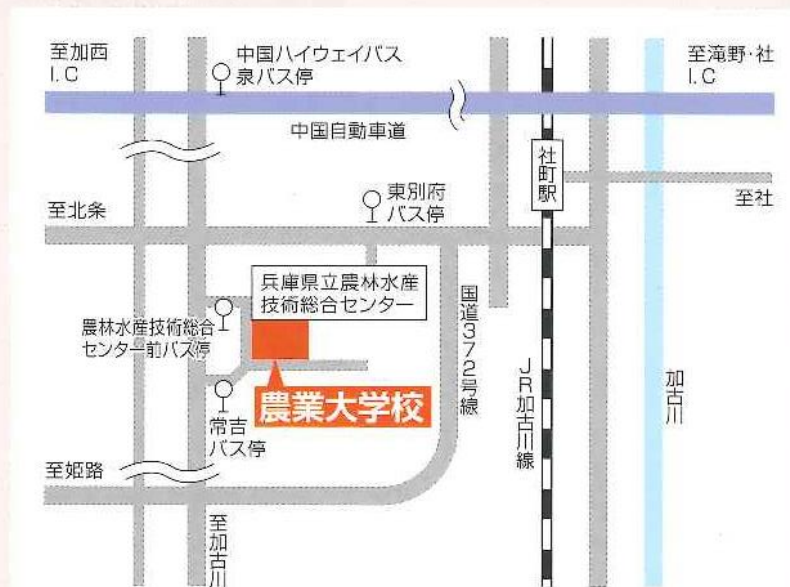 至加西
I.C
中国ハイウェイバス
泉バス停
至滝野・社
I.C
中国自動車道
社町駅
至社
東別府
バス停
至北条
兵庫県立農林水産
技術総合センター
農林水産技術総合
センター前バス停
国道372号線
JR加古川線
加古川
農業大学校
常吉
バス停
至姫路
至加古川